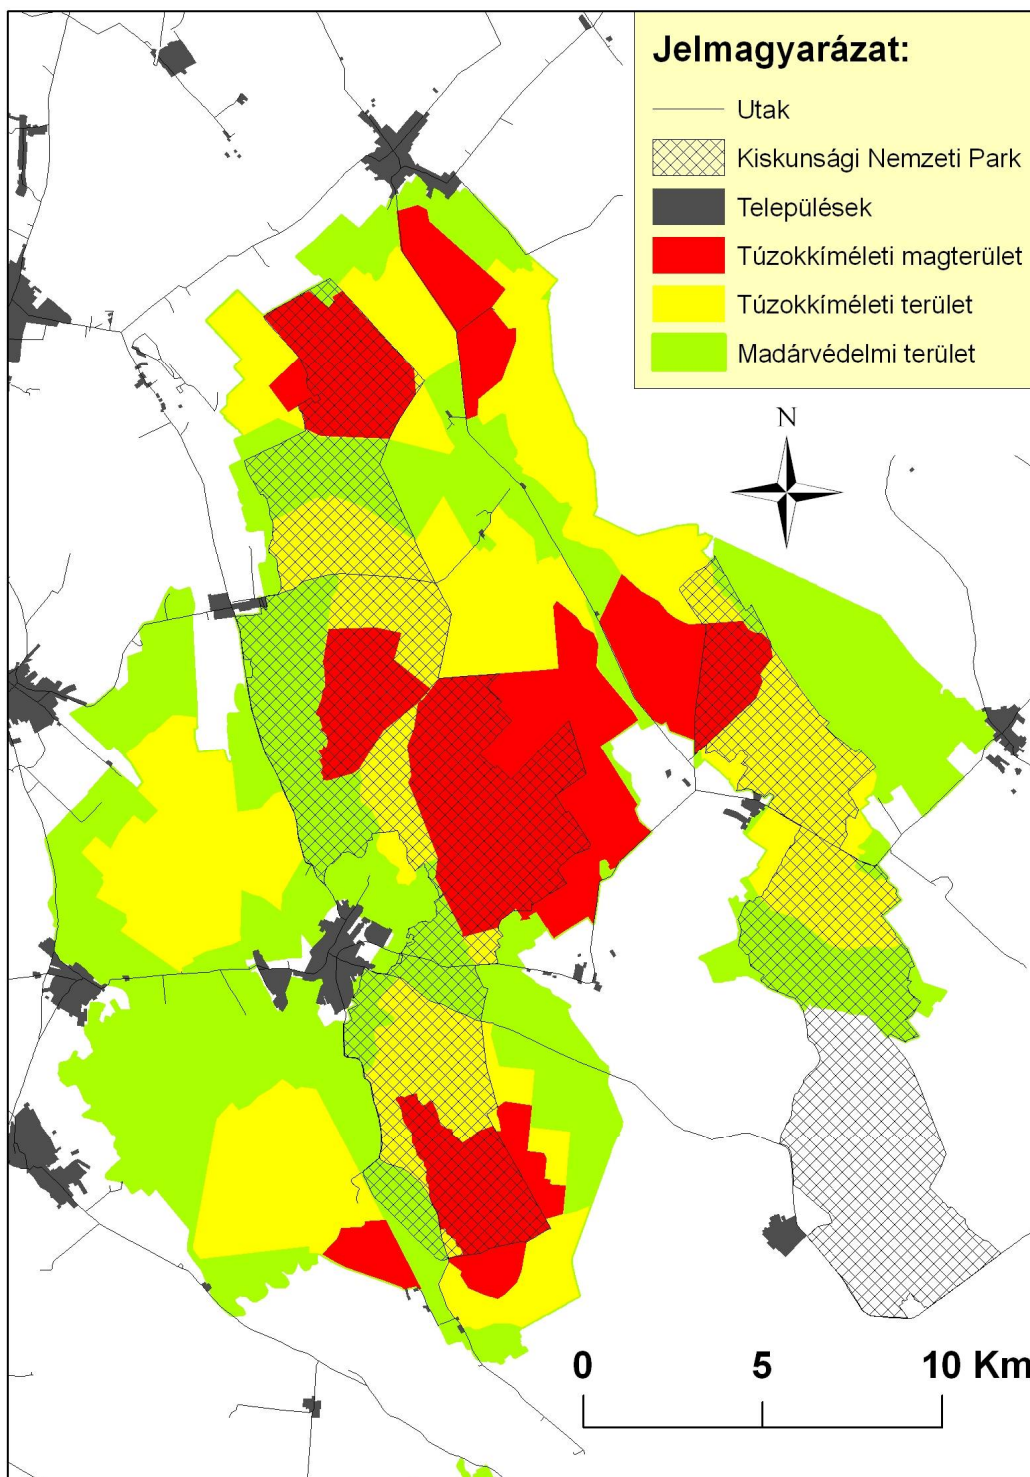 Jelmagyarázat:
Utak
Kiskunsági Nemzeti Park
Települések
Túzokkíméleti magterület
Túzokkíméleti terület
Madárvédelmi terület
N
0 5 10 Km